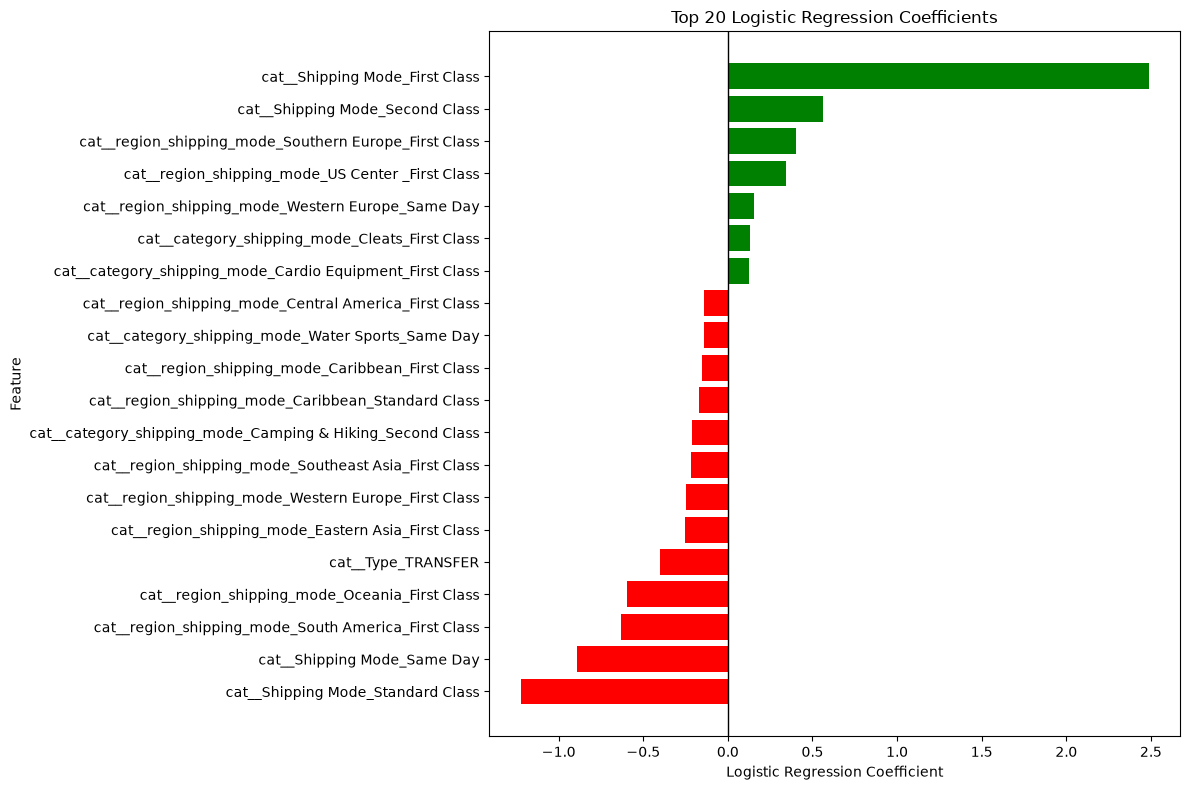 Top 20 Logistic Regression Coefficients
Feature
cat__Shipping Mode_First Class
cat__Shipping Mode_Second Class
cat__region_shipping_mode_Southern Europe_First Class
cat__region_shipping_mode_US Center _First Class
cat__region_shipping_mode_Western Europe_Same Day
cat__category_shipping_mode_Cleats_First Class
cat__category_shipping_mode_Cardio Equipment_First Class
cat__region_shipping_mode_Central America_First Class
cat__category_shipping_mode_Water Sports_Same Day
cat__region_shipping_mode_Caribbean_First Class
cat__region_shipping_mode_Caribbean_Standard Class
cat__category_shipping_mode_Camping & Hiking_Second Class
cat__region_shipping_mode_Southeast Asia_First Class
cat__region_shipping_mode_Western Europe_First Class
cat__region_shipping_mode_Eastern Asia_First Class
cat__Type_TRANSFER
cat__region_shipping_mode_Oceania_First Class
cat__region_shipping_mode_South America_First Class
cat__Shipping Mode_Same Day
cat__Shipping Mode_Standard Class
−1.0 −0.5 0.0 0.5 1.0 1.5 2.0 2.5
Logistic Regression Coefficient